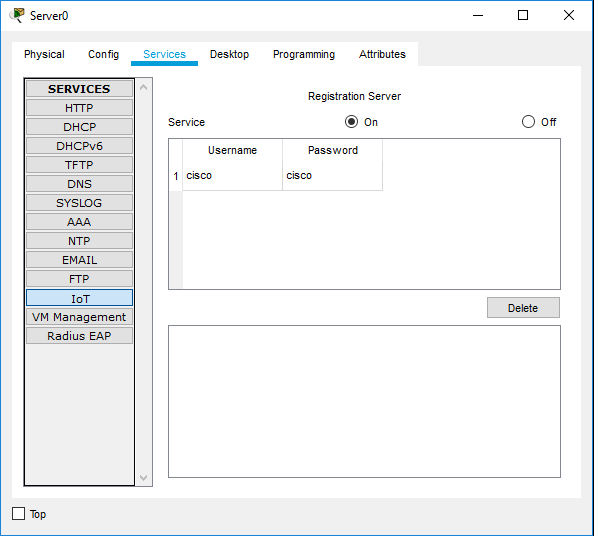 Server0
Physical Config Services Desktop Programming Attributes
SERVICES
HTTP
DHCP
DHCPv6
TFTP
DNS
SYSLOG
AAA
NTP
EMAIL
FTP
IoT
VM Management
Radius EAP
Registration Server
Service On Off
Username Password
1 cisco cisco
Delete
Top